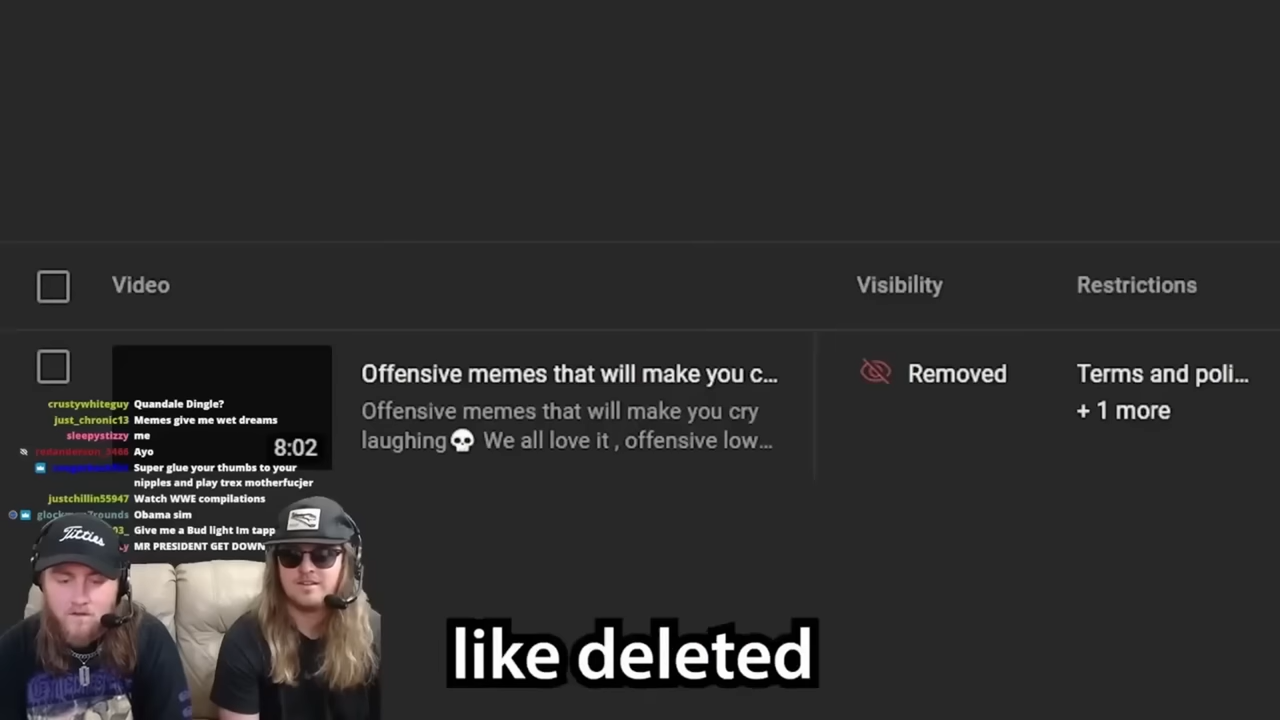 Video
Visibility
Restrictions
Offensive memes that will make you c...
Removed
Terms and poli...
Offensive memes that will make you cry
+ 1 more
laughing💀 We all love it , offensive low...
8:02
crustywhiteguy Quandale Dingle?
just_chronic13 Memes give me wet dreams
sleepystizzy me
Ayo
Super glue your thumbs to your
nipples and play trex motherfucjer
justchillin55947 Watch WWE compilations
Obama sim
03_ Give me a Bud light Im tapp
MR PRESIDENT GET DOWN
Titties
like deleted